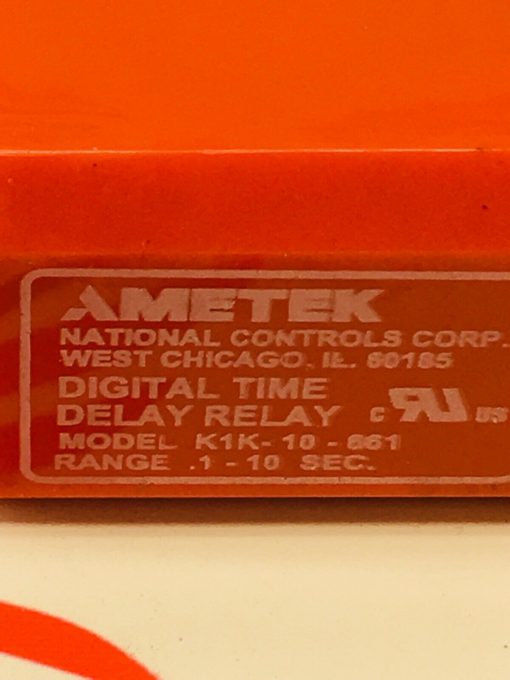 AMETEK
NATIONAL CONTROLS CORP.
WEST CHICAGO, IL. 60185
DIGITAL TIME
DELAY RELAY c RU US
MODEL K1K-10-661
RANGE .1-10 SEC.